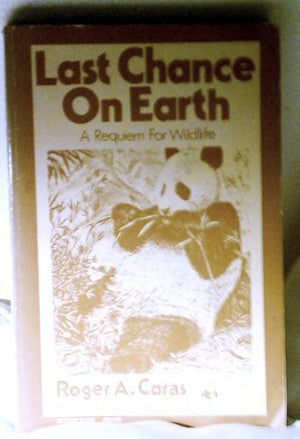 Last Chance
On Earth
A Requiem For Wildlife
Roger A. Caras